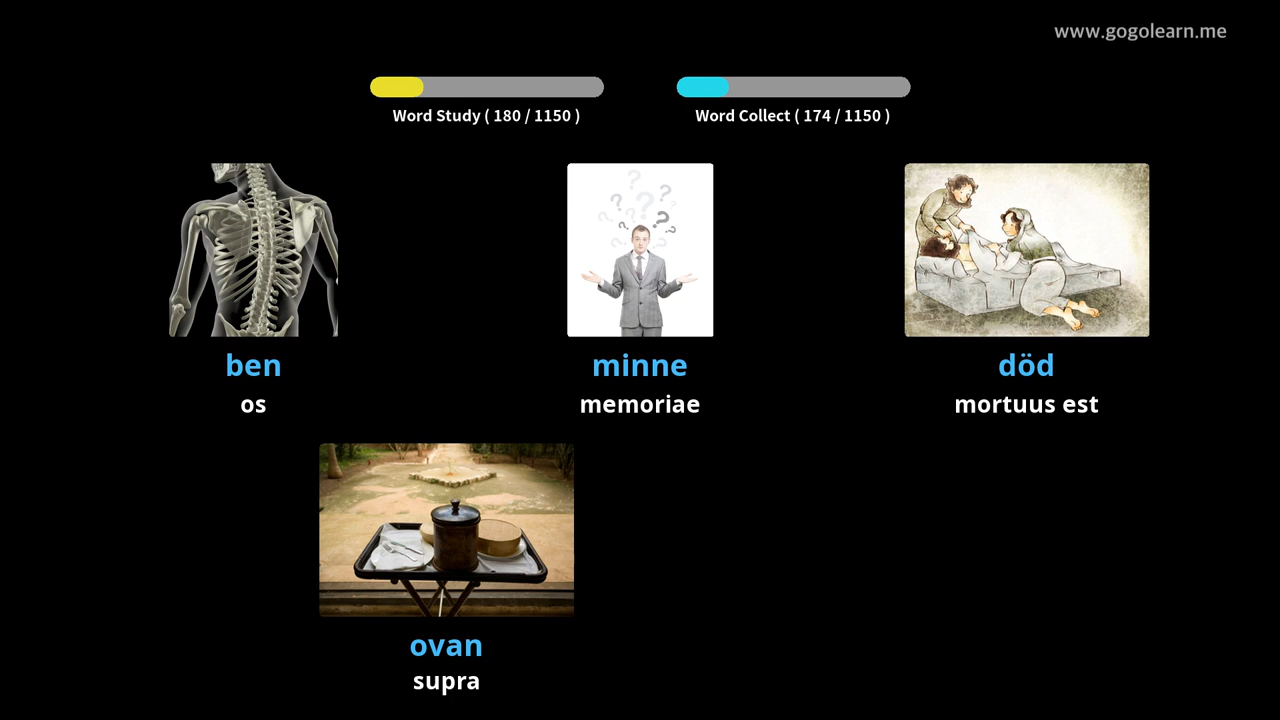 www.gogolearn.me
Word Study ( 180 / 1150 )
Word Collect ( 174 / 1150 )
ben
os
minne
memoriae
död
mortuus est
ovan
supra